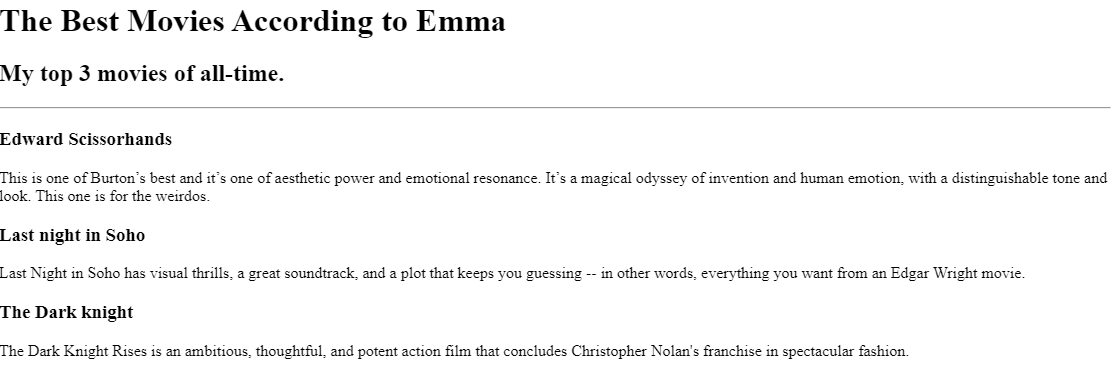 The Best Movies According to Emma
My top 3 movies of all-time.
Edward Scissorhands
This is one of Burton’s best and it’s one of aesthetic power and emotional resonance. It’s a magical odyssey of invention and human emotion, with a distinguishable tone and
look. This one is for the weirdos.
Last night in Soho
Last Night in Soho has visual thrills, a great soundtrack, and a plot that keeps you guessing -- in other words, everything you want from an Edgar Wright movie.
The Dark knight
The Dark Knight Rises is an ambitious, thoughtful, and potent action film that concludes Christopher Nolan's franchise in spectacular fashion.